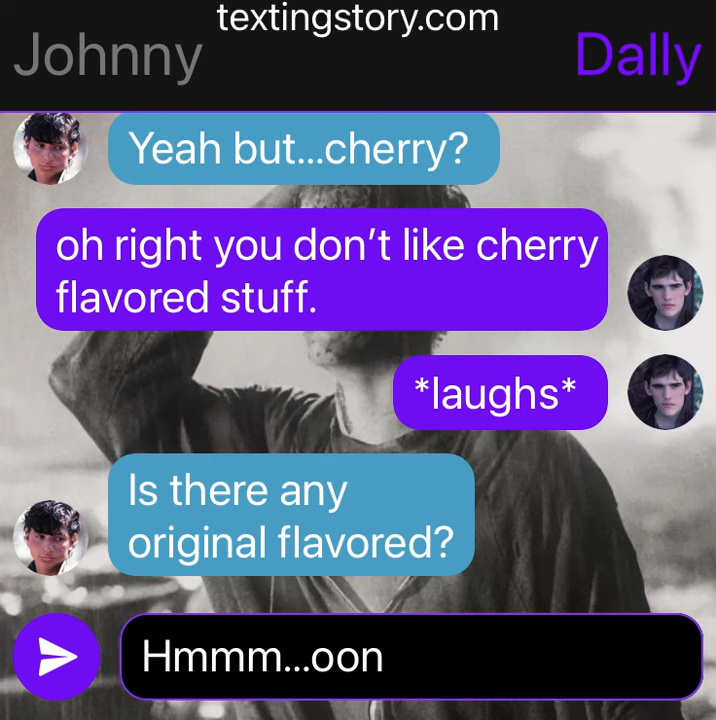 textingstory.com
Johnny
Dally
Yeah but...cherry?
oh right you don't like cherry
flavored stuff.
*laughs*
Is there any
original flavored?
Hmmm...oon